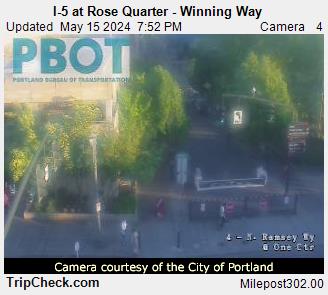 I-5 at Rose Quarter - Winning Way
Updated May 15 2024 7:52 PM Camera 4
PBOT
PORTLAND BUREAU OF TRANSPORTATION
4 - N. Ramsey Wy
@ One Ctr
Camera courtesy of the City of Portland
TripCheck.com Milepost302.00